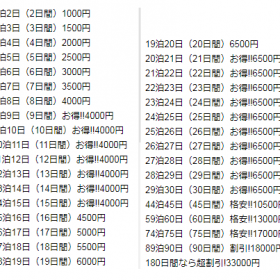 泊2日（2日間）1000円
泊3日（3日間）1500円
泊4日（4日間）2000円
泊5日（5日間）2500円
泊6日（6日間）3000円
泊7日（7日間）3500円
泊8日（8日間）4000円
泊9日（9日間）お得!!4000円
泊10日（10日間）お得!!4000円
泊11日（11日間）お得!!4000円
泊12日（12日間）お得!!4000円
泊13日（13日間）お得!!4000円
泊14日（14日間）お得!!4000円
泊15日（15日間）お得!!4000円
泊16日（16日間）4500円
泊17日（17日間）5000円
泊18日（18日間）5500円
泊19日（19日間）6000円
19泊20日（20日間）6500円
20泊21日（21日間）お得!!6500円
21泊22日（22日間）お得!!6500円
22泊23日（23日間）お得!!6500円
23泊24日（24日間）お得!!6500円
24泊25日（25日間）お得!!6500円
25泊26日（26日間）お得!!6500円
26泊27日（27日間）お得!!6500円
27泊28日（28日間）お得!!6500円
28泊29日（29日間）お得!!6500円
29泊30日（30日間）お得!!6500円
44泊45日（45日間）格安!!10500
59泊60日（60日間）格安!!13000
74泊75日（75日間）格安!!17000
89泊90日（90日間）割引!!18000
180日間なら超割引!!33000円